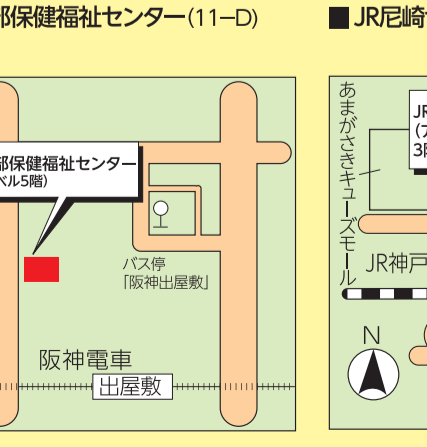 部保健福祉センター(11–D)
部保健福祉センター
ベル5階)
バス停
「阪神出屋敷」
阪神電車
出屋敷
■JR尼崎
あまがさきキューズモール
JR
3階
JR神戸
N